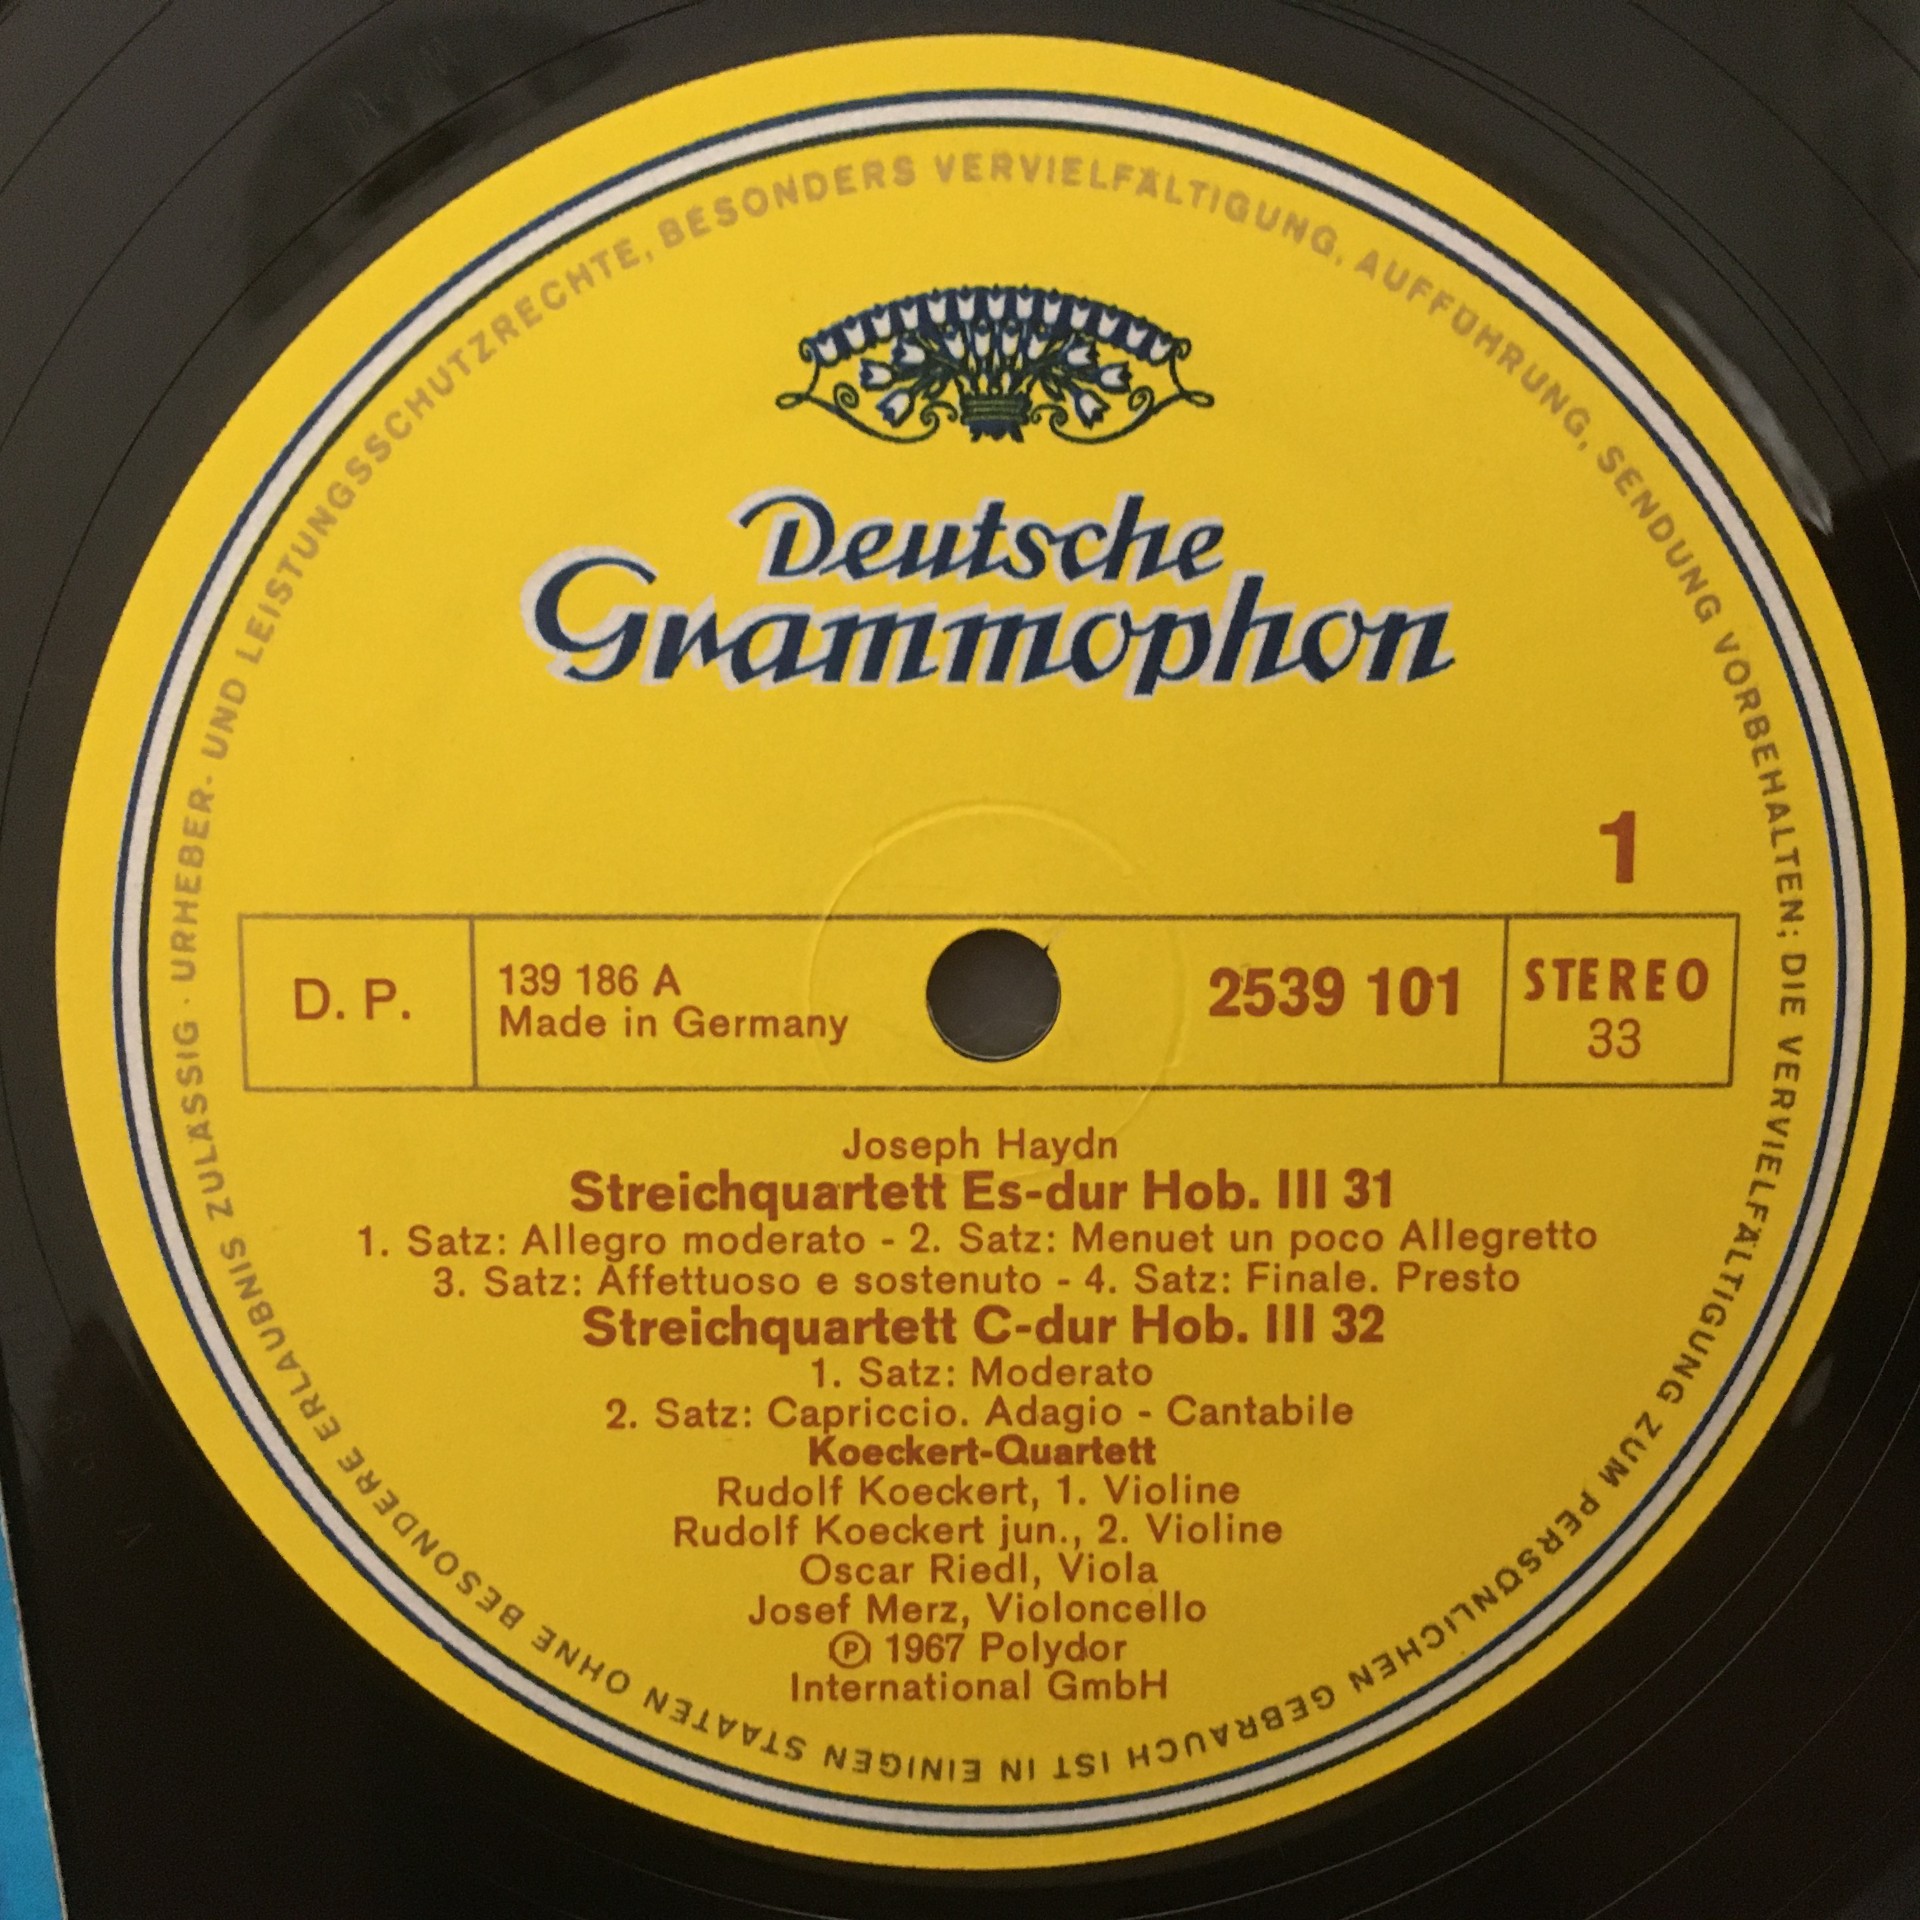 URHEBER- UND LEISTUNGSSCHUTZRECHTE, BESONDERS VERVIELFÄLTIGUNG, AUFFÜHRUNG, SENDUNG VORBEHALTEN; DIE VERVIELFÄLTIGUNG ZUM PERSÖNLICHEN GEBRAUCH IST IN EINIGEN STAATEN OHNE BESONDERE ERLAUBNIS ZULÄSSIG ·
Deutsche
Grammophon
1
D. P.
139 186 A
Made in Germany
2539 101
STEREO
33
Joseph Haydn
Streichquartett Es-dur Hob. III 31
1. Satz: Allegro moderato - 2. Satz: Menuet un poco Allegretto
3. Satz: Affettuoso e sostenuto - 4. Satz: Finale. Presto
Streichquartett C-dur Hob. III 32
1. Satz: Moderato
2. Satz: Capriccio. Adagio - Cantabile
Koeckert-Quartett
Rudolf Koeckert, 1. Violine
Rudolf Koeckert jun., 2. Violine
Oscar Riedl, Viola
Josef Merz, Violoncello
Ⓟ 1967 Polydor
International GmbH